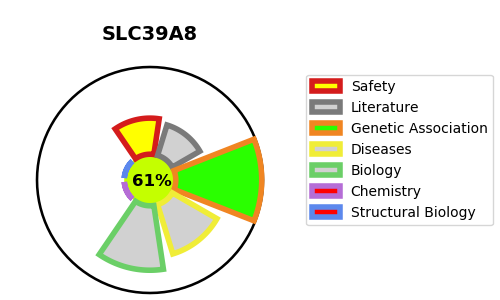 SLC39A8
61%
Safety
Literature
Genetic Association
Diseases
Biology
Chemistry
Structural Biology